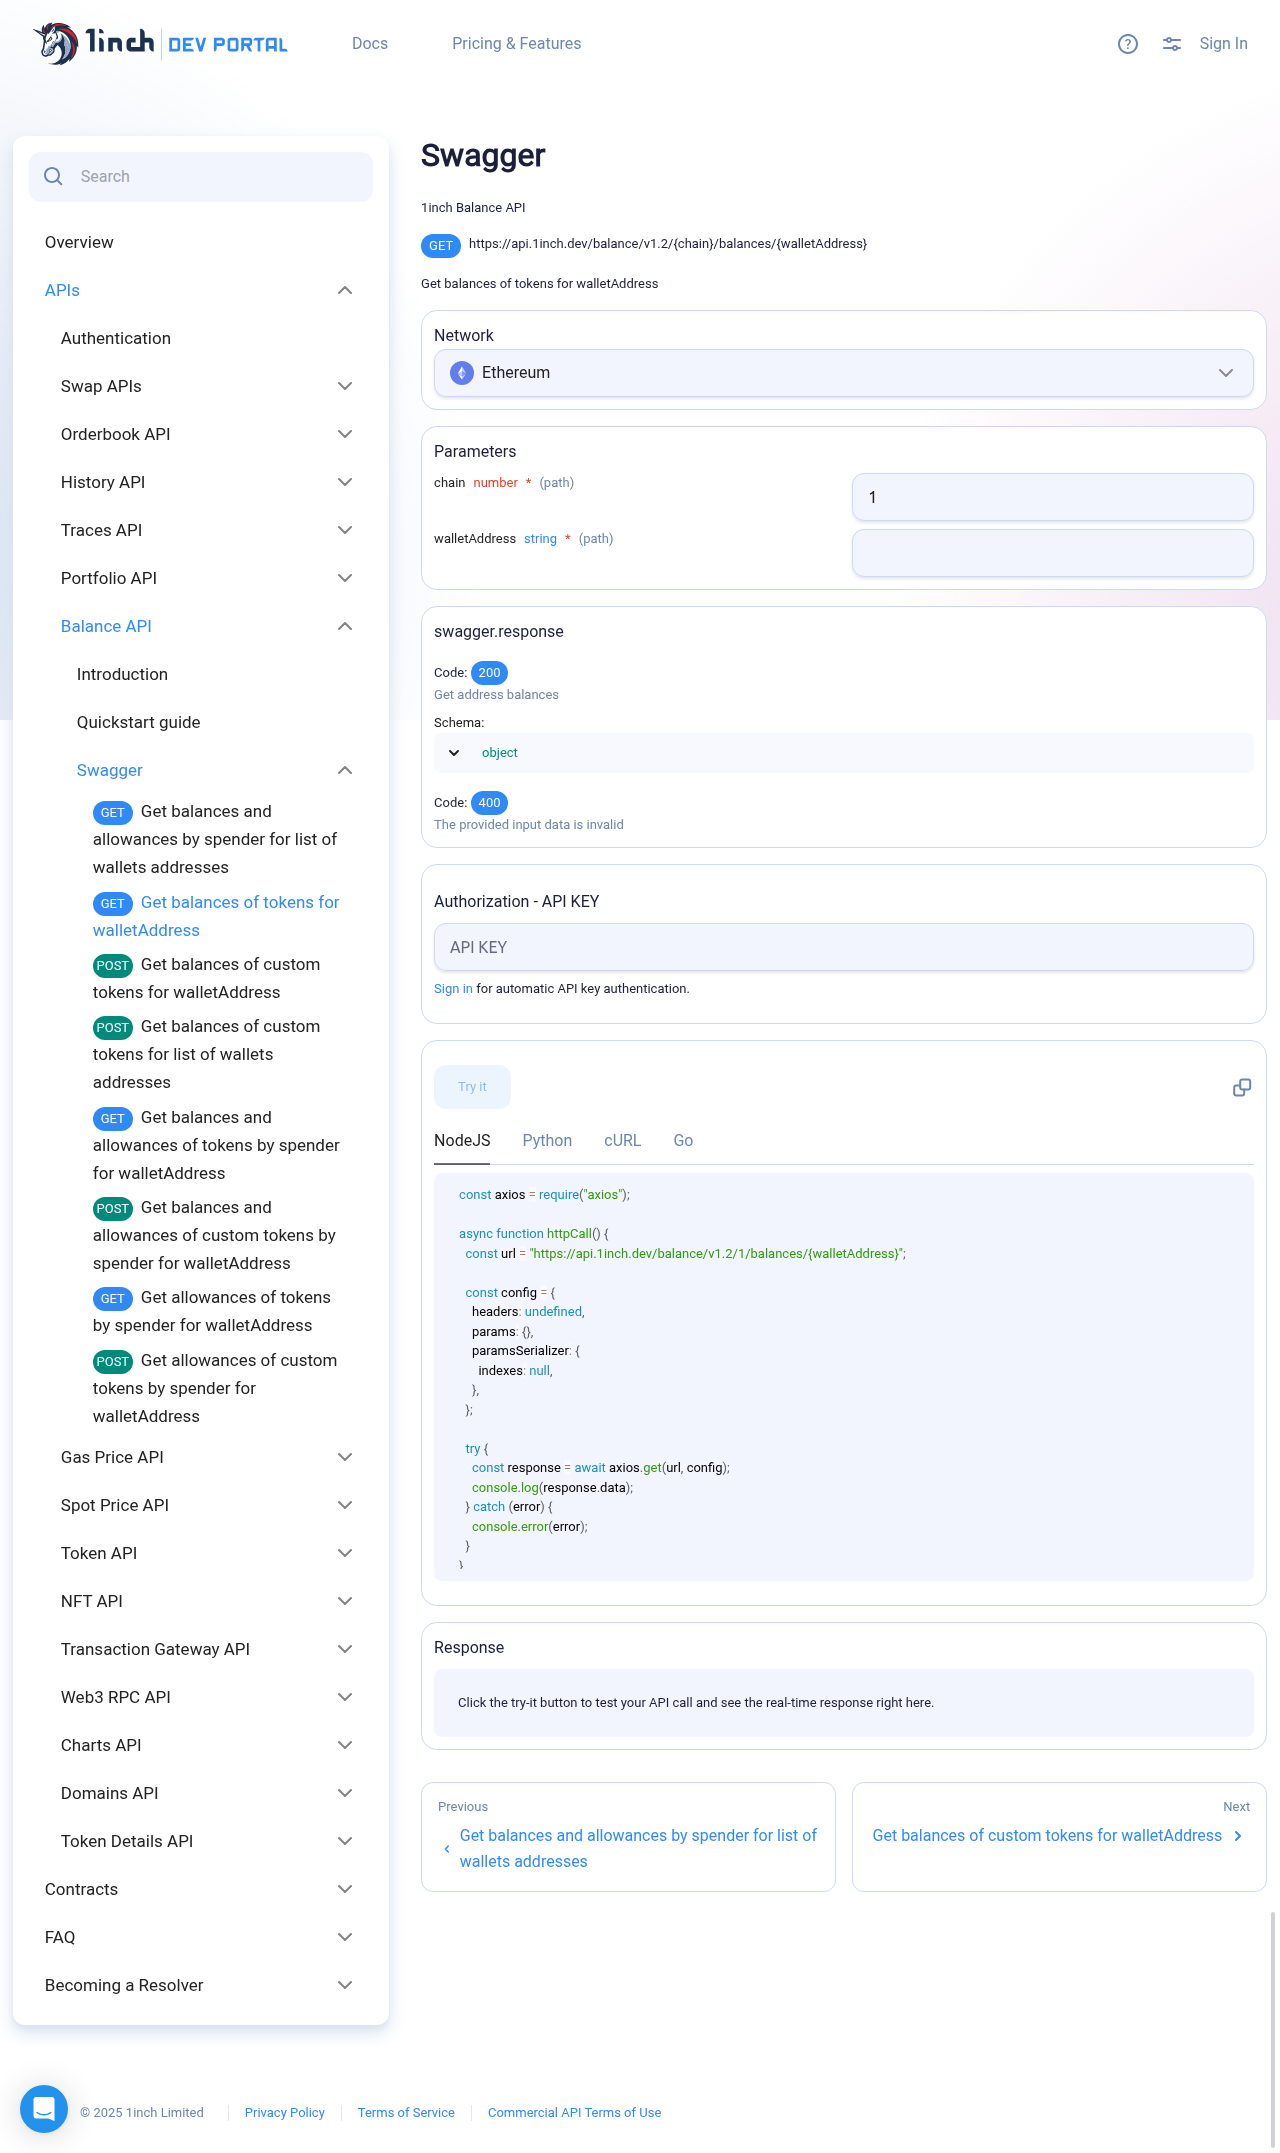 1inch DEV PORTAL
Docs
Pricing & Features
Sign In
Search
Overview
APIs
Authentication
Swap APIs
Orderbook API
History API
Traces API
Portfolio API
Balance API
Introduction
Quickstart guide
Swagger
GET Get balances and
allowances by spender for list of
wallets addresses
GET Get balances of tokens for
walletAddress
POST Get balances of custom
tokens for walletAddress
POST Get balances of custom
tokens for list of wallets
addresses
GET Get balances and
allowances of tokens by spender
for walletAddress
POST Get balances and
allowances of custom tokens by
spender for walletAddress
GET Get allowances of tokens
by spender for walletAddress
POST Get allowances of custom
tokens by spender for
walletAddress
Gas Price API
Spot Price API
Token API
NFT API
Transaction Gateway API
Web3 RPC API
Charts API
Domains API
Token Details API
Contracts
FAQ
Becoming a Resolver
Swagger
1inch Balance API
GET https://api.1inch.dev/balance/v1.2/{chain}/balances/{walletAddress}
Get balances of tokens for walletAddress
Network
Ethereum
Parameters
chain number * (path)
1
walletAddress string * (path)
swagger.response
Code: 200
Get address balances
Schema:
object
Code: 400
The provided input data is invalid
Authorization - API KEY
API KEY
Sign in for automatic API key authentication.
Try it
NodeJS Python cURL Go
const axios = require("axios");
async function httpCall() {
const url = "https://api.1inch.dev/balance/v1.2/1/balances/{walletAddress}";
const config = {
headers: undefined,
params: {},
paramsSerializer: {
indexes: null,
},
};
try {
const response = await axios.get(url, config);
console.log(response.data);
} catch (error) {
console.error(error);
}
}
Response
Click the try-it button to test your API call and see the real-time response right here.
Previous
Get balances and allowances by spender for list of
wallets addresses
Next
Get balances of custom tokens for walletAddress
© 2025 1inch Limited
Privacy Policy
Terms of Service
Commercial API Terms of Use